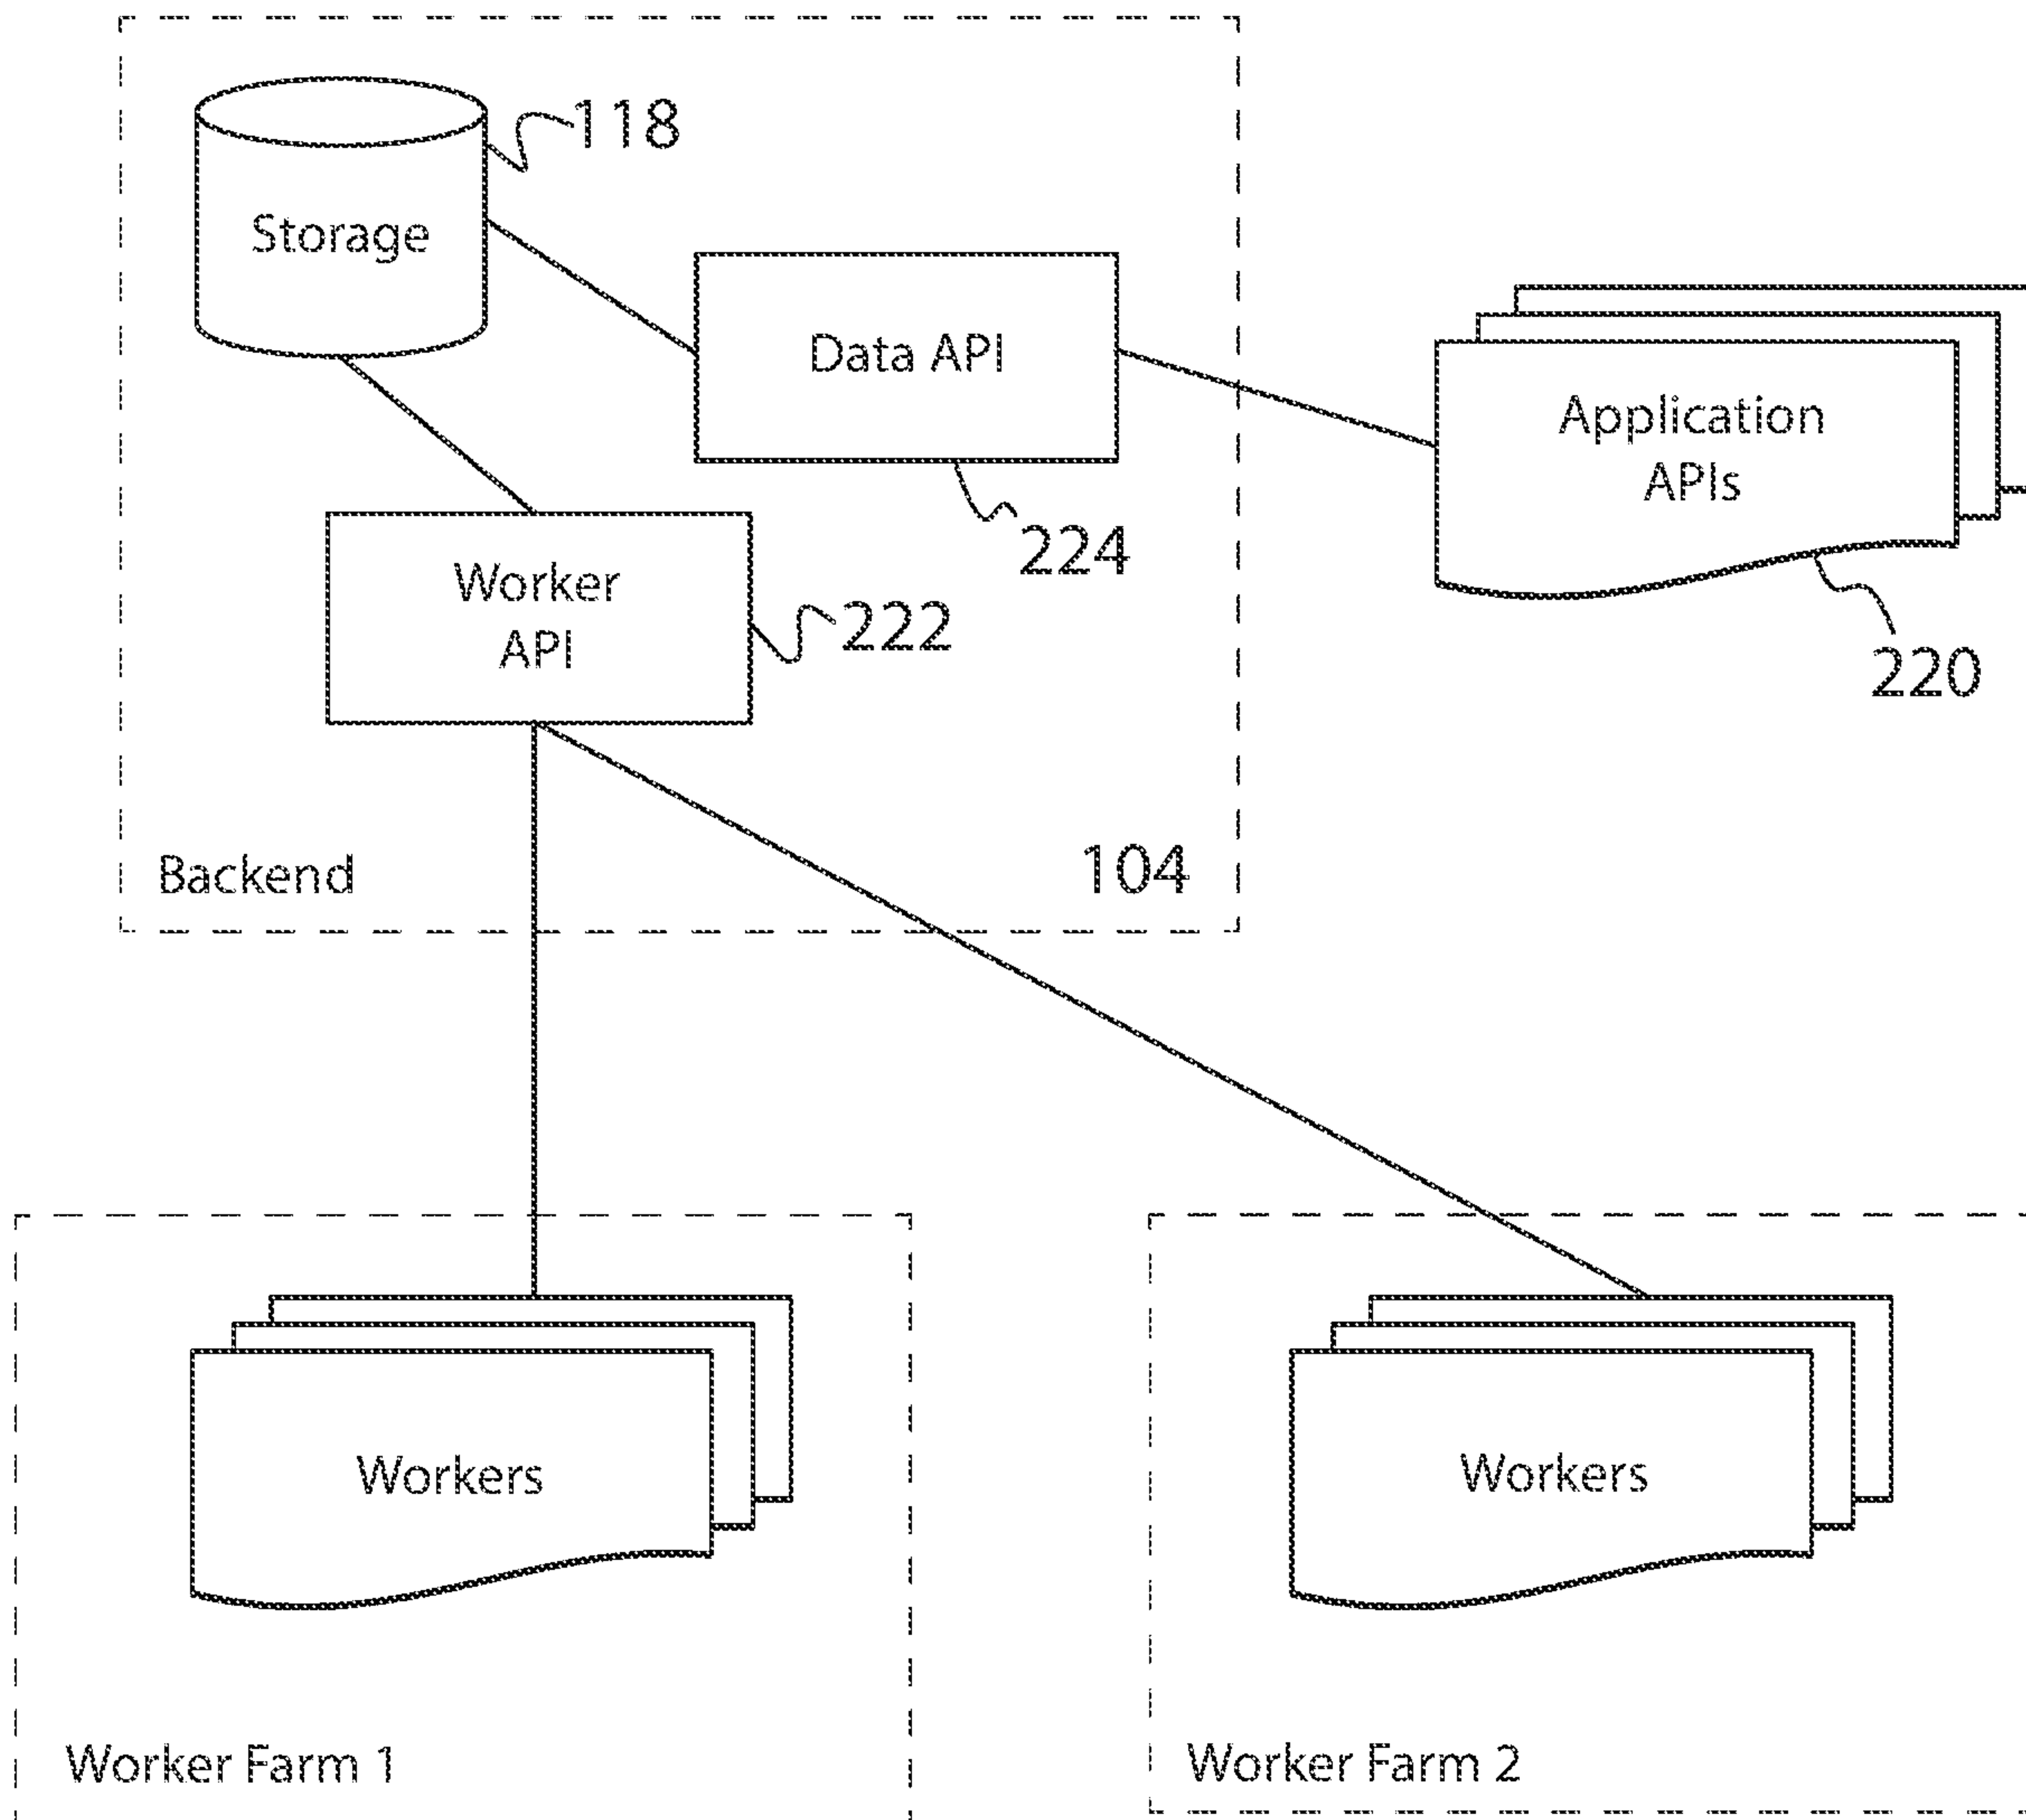 118
Storage
Data API
Application
APIs
224
Worker
API
222
220
Backend
104
Workers
Workers
Worker Farm 1
Worker Farm 2